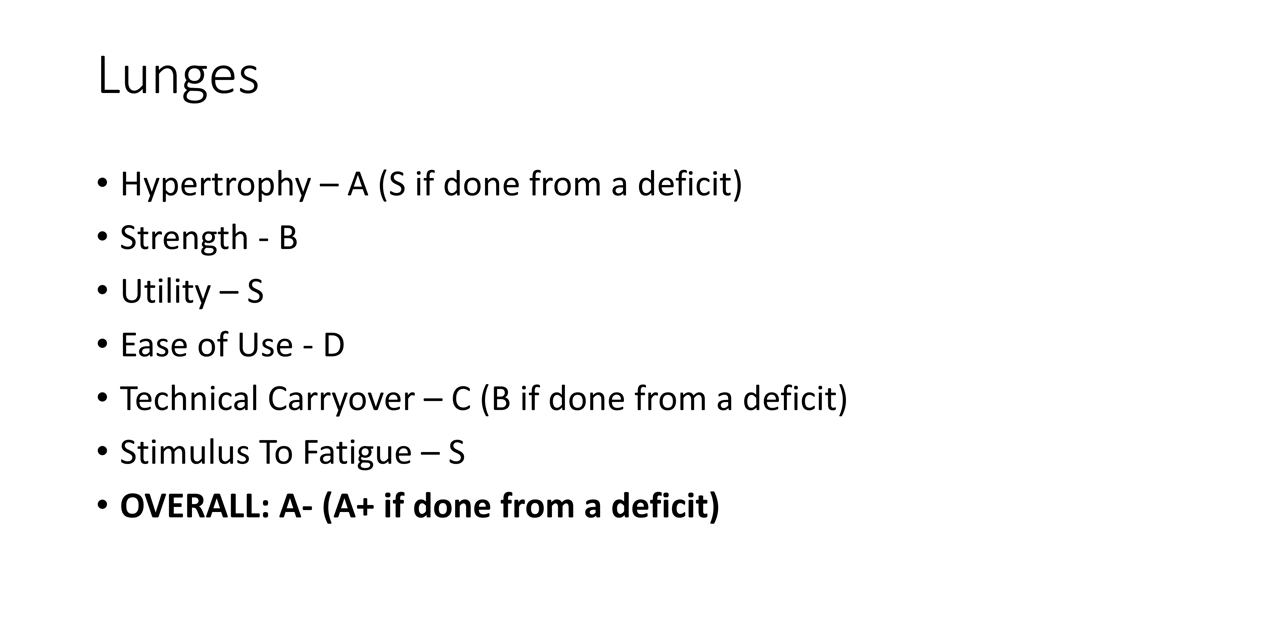 Lunges
• Hypertrophy – A (S if done from a deficit)
• Strength - B
• Utility – S
• Ease of Use - D
• Technical Carryover – C (B if done from a deficit)
• Stimulus To Fatigue – S
• OVERALL: A- (A+ if done from a deficit)